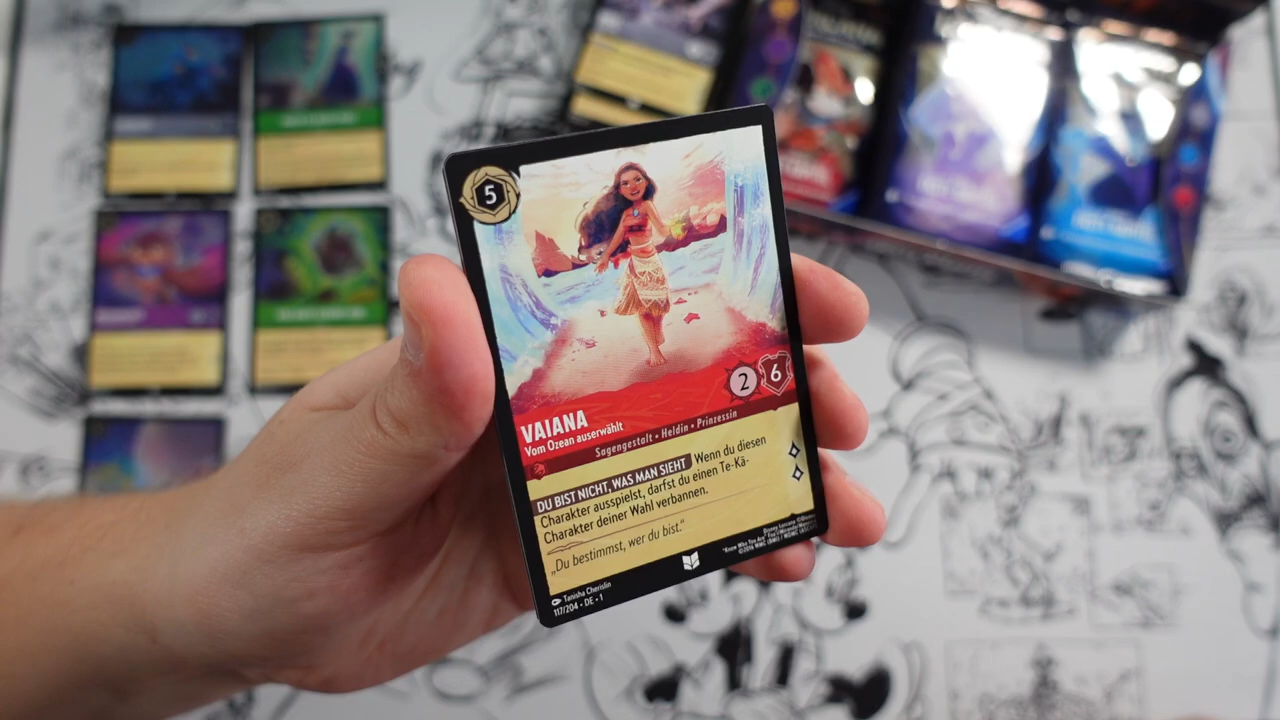 5
2
6
VAIANA
Vom Ozean auserwählt
Sagengestalt • Heldin • Prinzessin
DU BIST NICHT, WAS MAN SIEHT Wenn du diesen
Charakter ausspielst, darfst du einen Te-Kā-
Charakter deiner Wahl verbannen.
„Du bestimmst, wer du bist.“
Tanisha Cherislin
117/204 • DE • 1